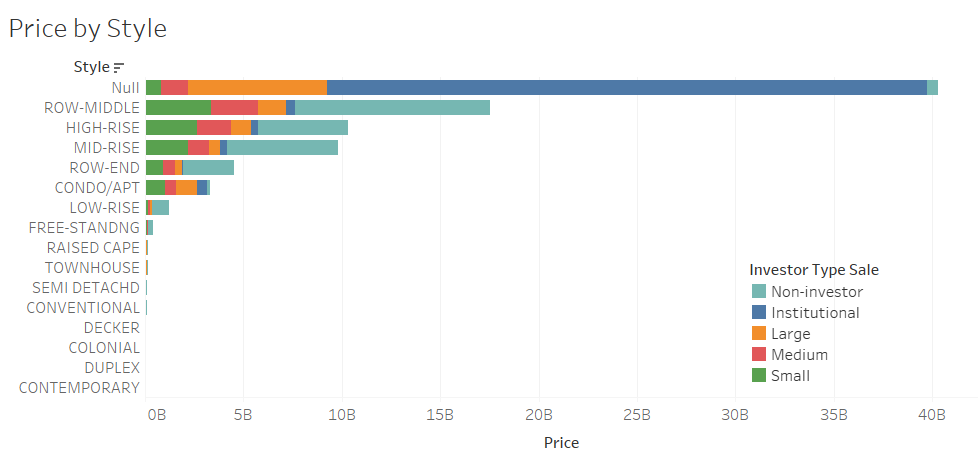 Price by Style
Style
Null
ROW-MIDDLE
HIGH-RISE
MID-RISE
ROW-END
CONDO/APT
LOW-RISE
FREE-STANDNG
RAISED CAPE
TOWNHOUSE
SEMI DETACHD
CONVENTIONAL
DECKER
COLONIAL
DUPLEX
CONTEMPORARY
Investor Type Sale
Non-investor
Institutional
Large
Medium
Small
0B 5B 10B 15B 20B 25B 30B 35B 40B
Price